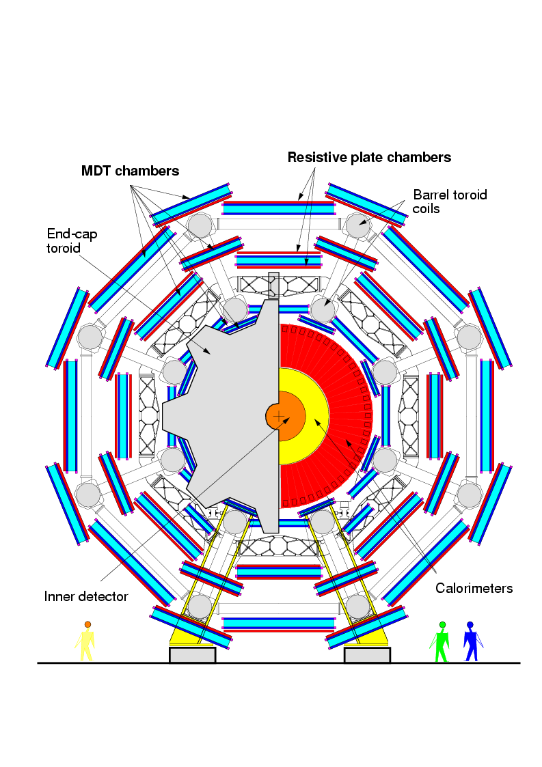 Resistive plate chambers
MDT chambers
Barrel toroid
coils
End-cap
toroid
Inner detector
Calorimeters